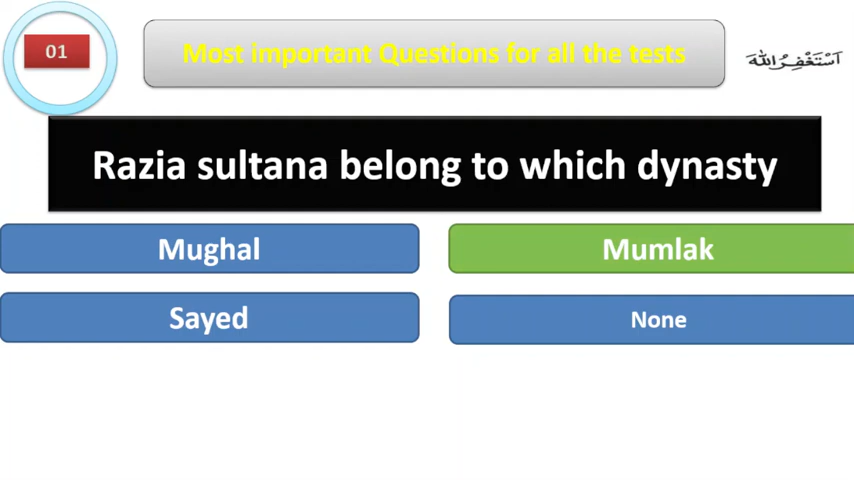 01
Most important Questions for all the tests
اَسْتَغْفِرُاللّٰه
Razia sultana belong to which dynasty
Mughal
Mumlak
Sayed
None